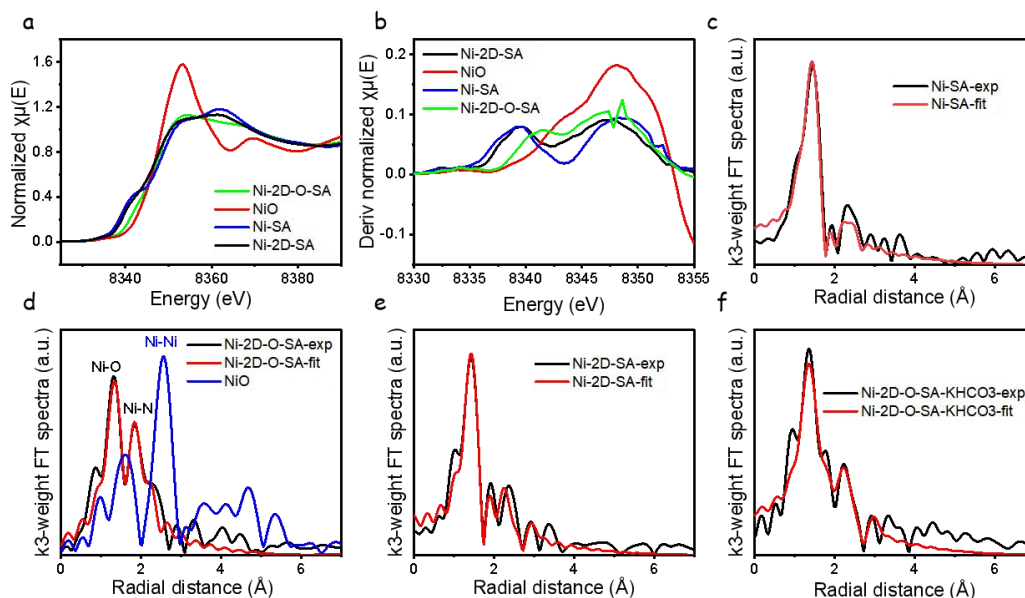 a
Normalized χμ(E)
1.6
1.2
0.8
0.4
0.0
Ni-2D-O-SA
NiO
Ni-SA
Ni-2D-SA
8340 8360 8380
Energy (eV)
b
Deriv normalized χμ(E)
0.2
0.1
0.0
-0.1
Ni-2D-SA
NiO
Ni-SA
Ni-2D-O-SA
8330 8335 8340 8345 8350 8355
Energy (eV)
c
k3-weight FT spectra (a.u.)
Ni-SA-exp
Ni-SA-fit
0 2 4 6
Radial distance (Å)
d
k3-weight FT spectra (a.u.)
Ni-O
Ni-N
Ni-Ni
Ni-2D-O-SA-exp
Ni-2D-O-SA-fit
NiO
0 1 2 3 4 5 6 7
Radial distance (Å)
e
k3-weight FT spectra (a.u.)
Ni-2D-SA-exp
Ni-2D-SA-fit
0 2 4 6
Radial distance (Å)
f
k3-weight FT spectra (a.u.)
Ni-2D-O-SA-KHCO3-exp
Ni-2D-O-SA-KHCO3-fit
0 2 4 6
Radial distance (Å)